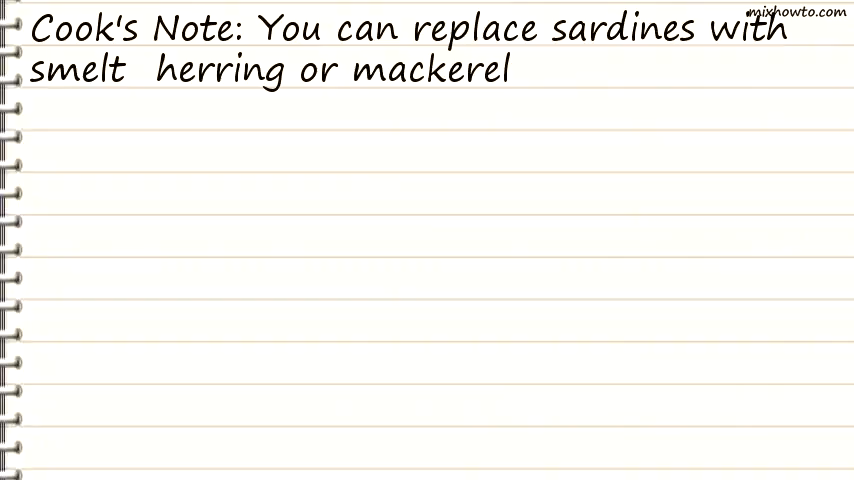 mixhowto.com
Cook's Note: You can replace sardines with
smelt  herring or mackerel